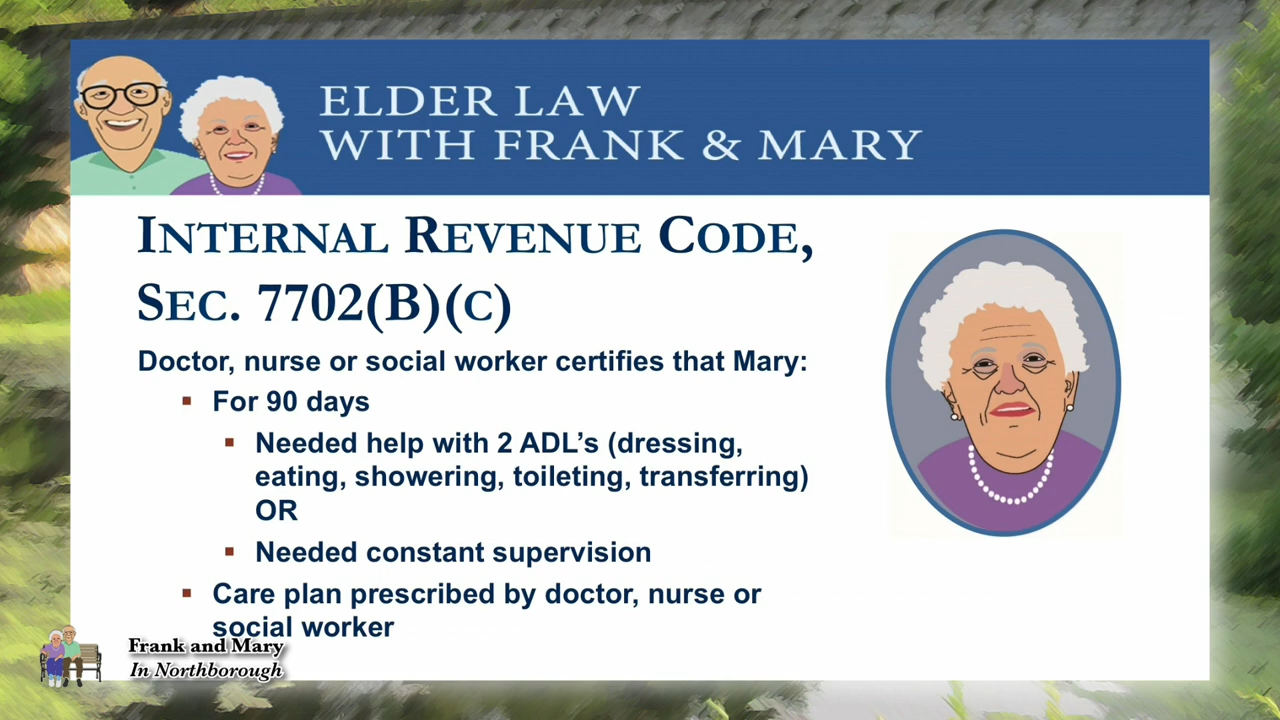 ELDER LAW
WITH FRANK & MARY
INTERNAL REVENUE CODE,
SEC. 7702(B)(C)
Doctor, nurse or social worker certifies that Mary:
▪ For 90 days
▪ Needed help with 2 ADL’s (dressing,
eating, showering, toileting, transferring)
OR
▪ Needed constant supervision
▪ Care plan prescribed by doctor, nurse or
social worker
Frank and Mary
In Northborough